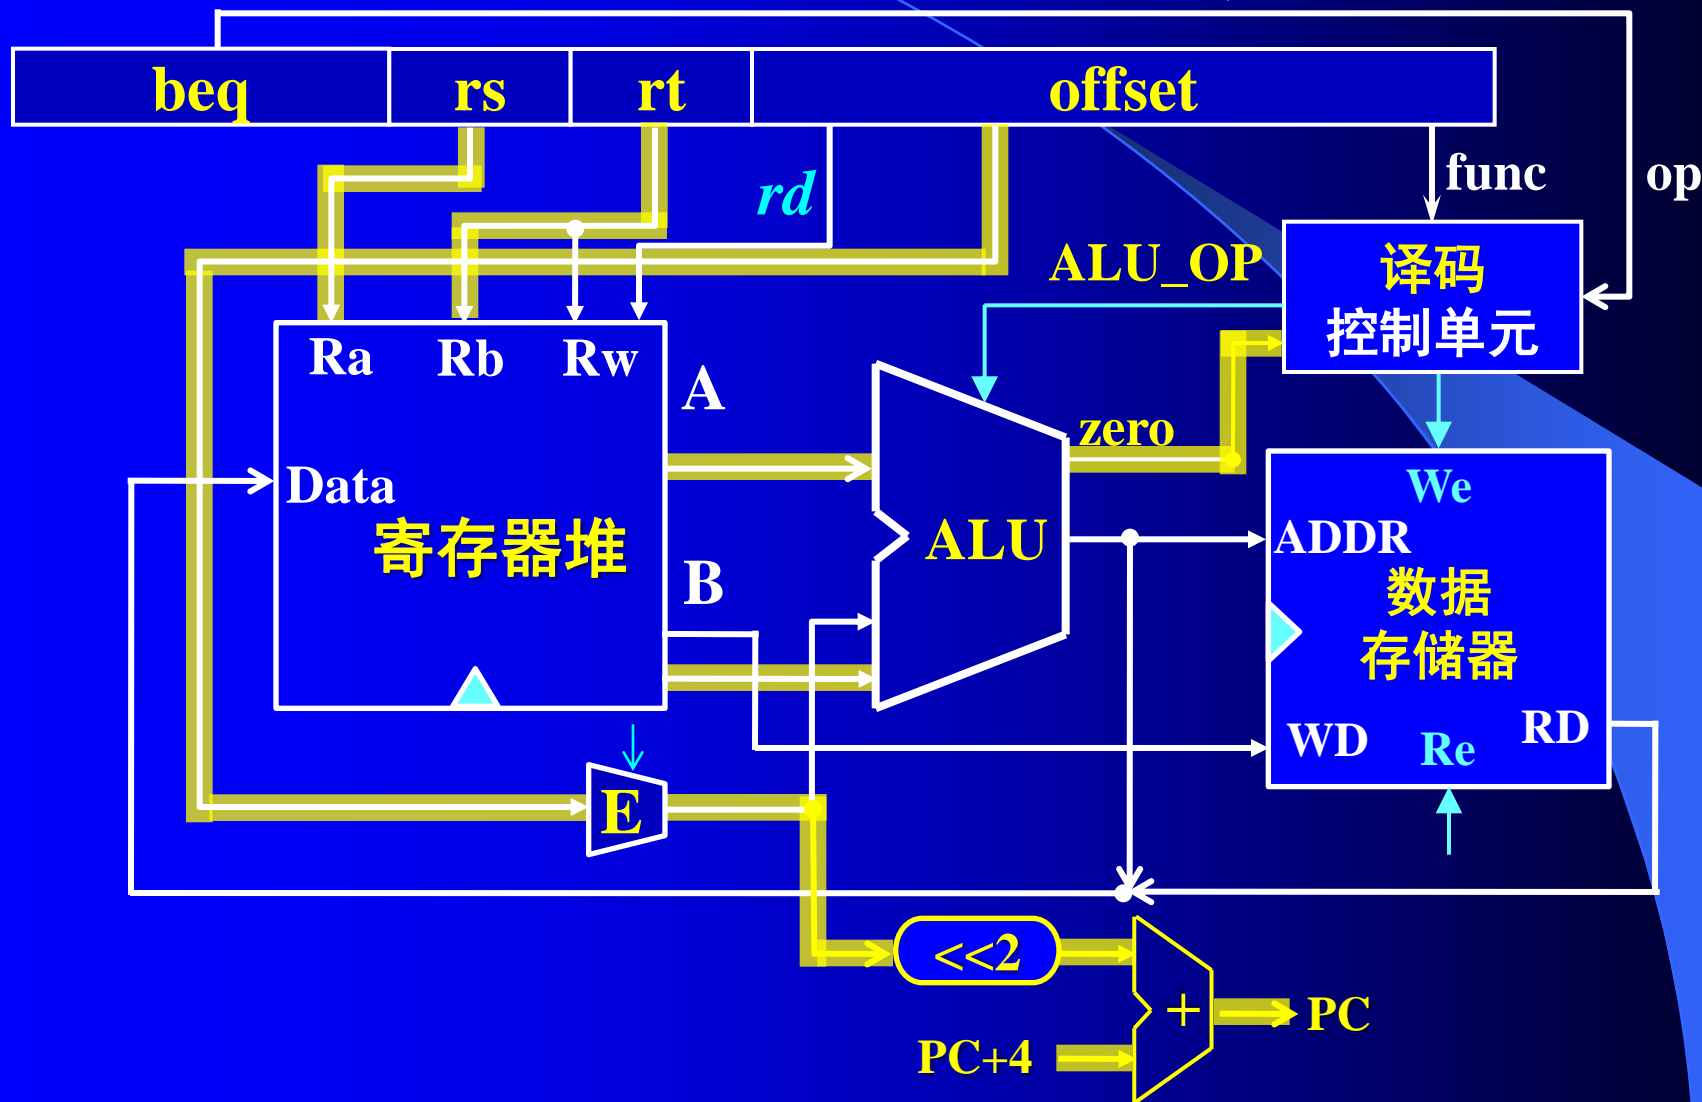 beq rs rt offset
func op
rd
ALU_OP
译码
控制单元
Ra Rb Rw
A
zero
Data
We
寄存器堆
ALU
ADDR
B
数据
存储器
WD Re RD
E
<<2
+
PC
PC+4